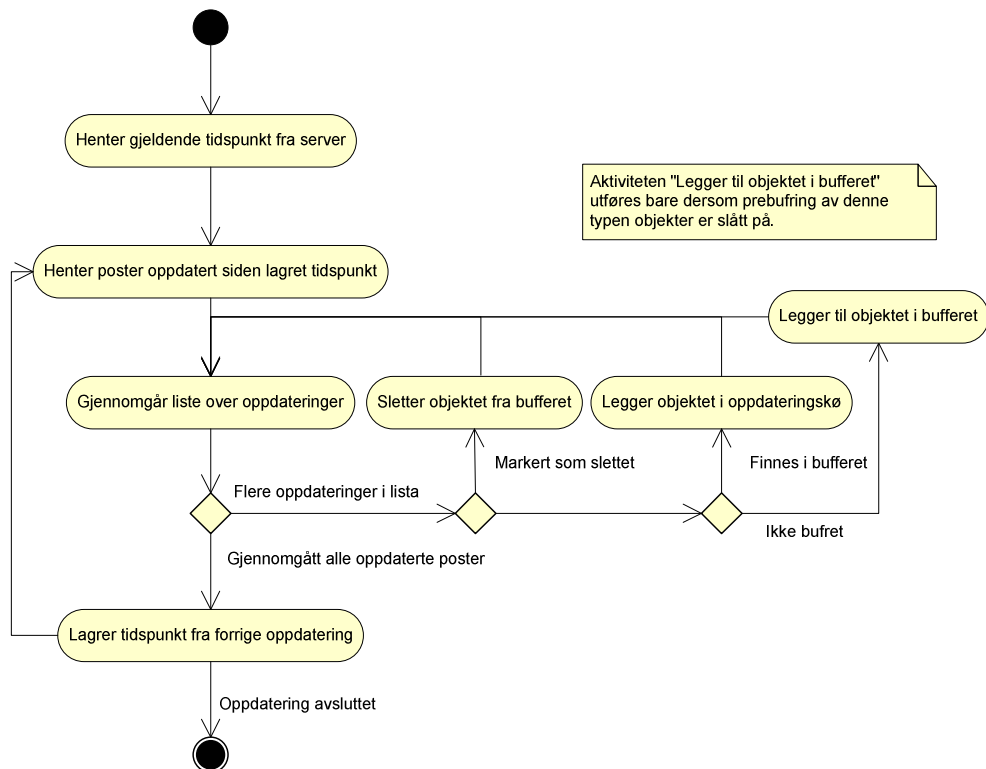 Henter gjeldende tidspunkt fra server
Aktiviteten "Legger til objektet i bufferet"
utføres bare dersom prebufring av denne
typen objekter er slått på.
Henter poster oppdatert siden lagret tidspunkt
Legger til objektet i bufferet
Gjennomgår liste over oppdateringer
Sletter objektet fra bufferet
Legger objektet i oppdateringskø
Markert som slettet
Finnes i bufferet
Flere oppdateringer i lista
Ikke bufret
Gjennomgått alle oppdaterte poster
Lagrer tidspunkt fra forrige oppdatering
Oppdatering avsluttet